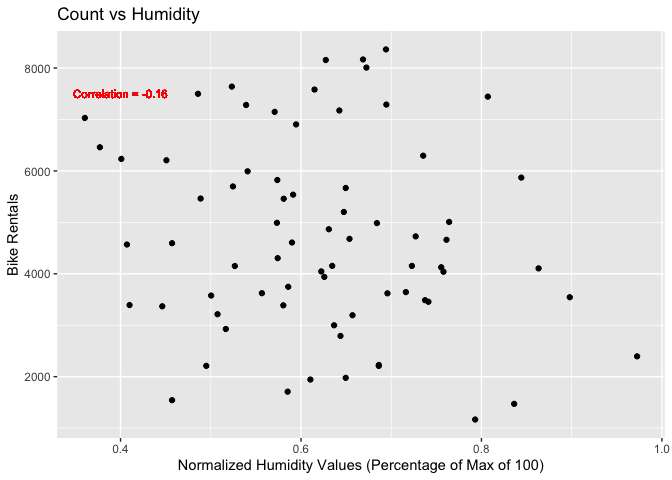 Count vs Humidity
Correlation = -0.16
8000
6000
4000
2000
Bike Rentals
0.4 0.6 0.8 1.0
Normalized Humidity Values (Percentage of Max of 100)